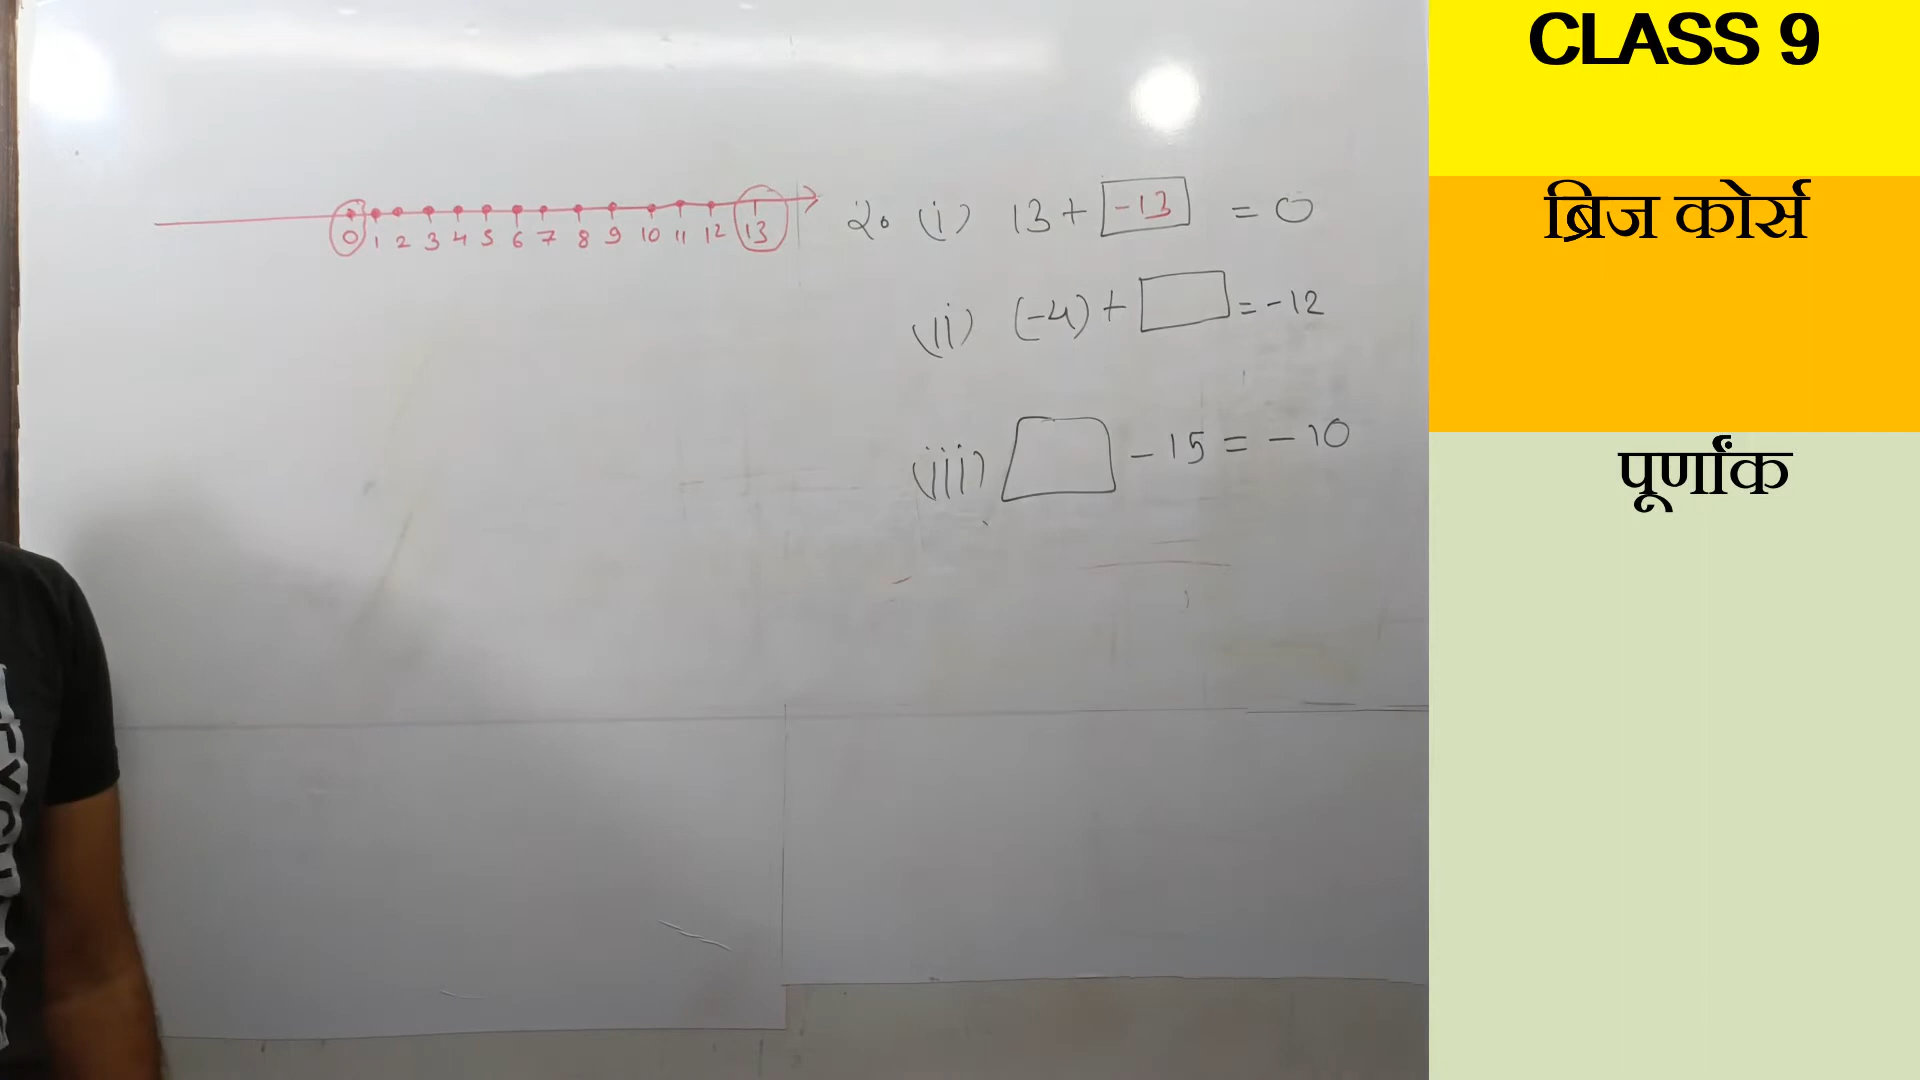 0 1 2 3 4 5 6 7 8 9 10 11 12 13
2. (i) 13 + -13 = 0
(ii) (-4) + = -12
(iii) - 15 = -10
CLASS 9
ब्रिज कोर्स
पूर्णांक